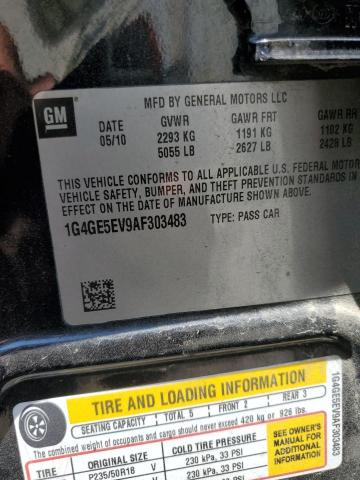 GM
MFD BY GENERAL MOTORS LLC
DATE GVWR GAWR FRT GAWR RR
05/10 2293 KG 1191 KG 1102 KG
5055 LB 2627 LB 2428 LB
THIS VEHICLE CONFORMS TO ALL APPLICABLE U.S. FEDERAL MOTOR
VEHICLE SAFETY, BUMPER, AND THEFT PREVENTION STANDARDS
IN EFFECT ON THE DATE OF MANUFACTURE SHOWN ABOVE.
1G4GE5EV9AF303483 TYPE: PASS CAR
TIRE AND LOADING INFORMATION
SEATING CAPACITY TOTAL 5 FRONT 2 REAR 3
The combined weight of occupants and cargo should never exceed 420 kg or 926 lbs.
TIRE ORIGINAL SIZE COLD TIRE PRESSURE
P235/50R18 V 230 kPa, 33 PSI
V 230 kPa, 33 PSI
SEE OWNER'S
MANUAL FOR
ADDITIONAL
INFORMATION
1G4GE5EV9AF303483